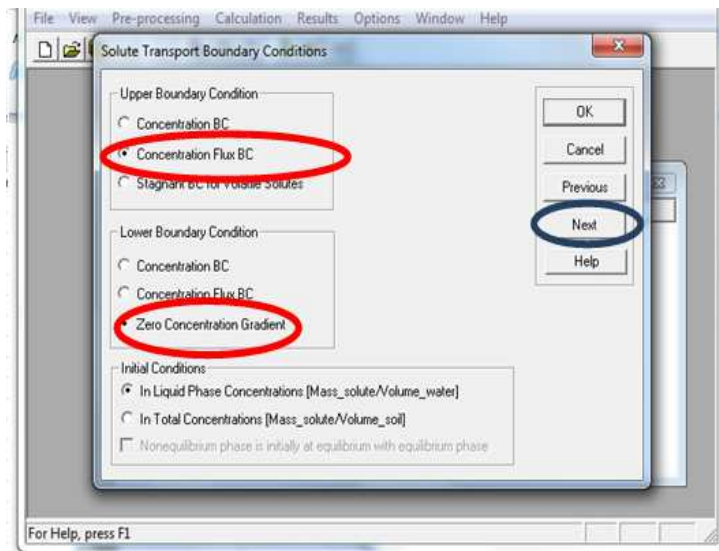 File View Pre-processing Calculation Results Options Window Help
Solute Transport Boundary Conditions
Upper Boundary Condition
Concentration BC
Concentration Flux BC
Stagnant BC for Volatile Solutes
Lower Boundary Condition
Concentration BC
Concentration Flux BC
Zero Concentration Gradient
Initial Conditions
In Liquid Phase Concentrations [Mass_solute/Volume_water]
In Total Concentrations [Mass_solute/Volume_soil]
Nonequilibrium phase is initially at equilibrium with equilibrium phase
OK
Cancel
Previous
Next
Help
For Help, press F1